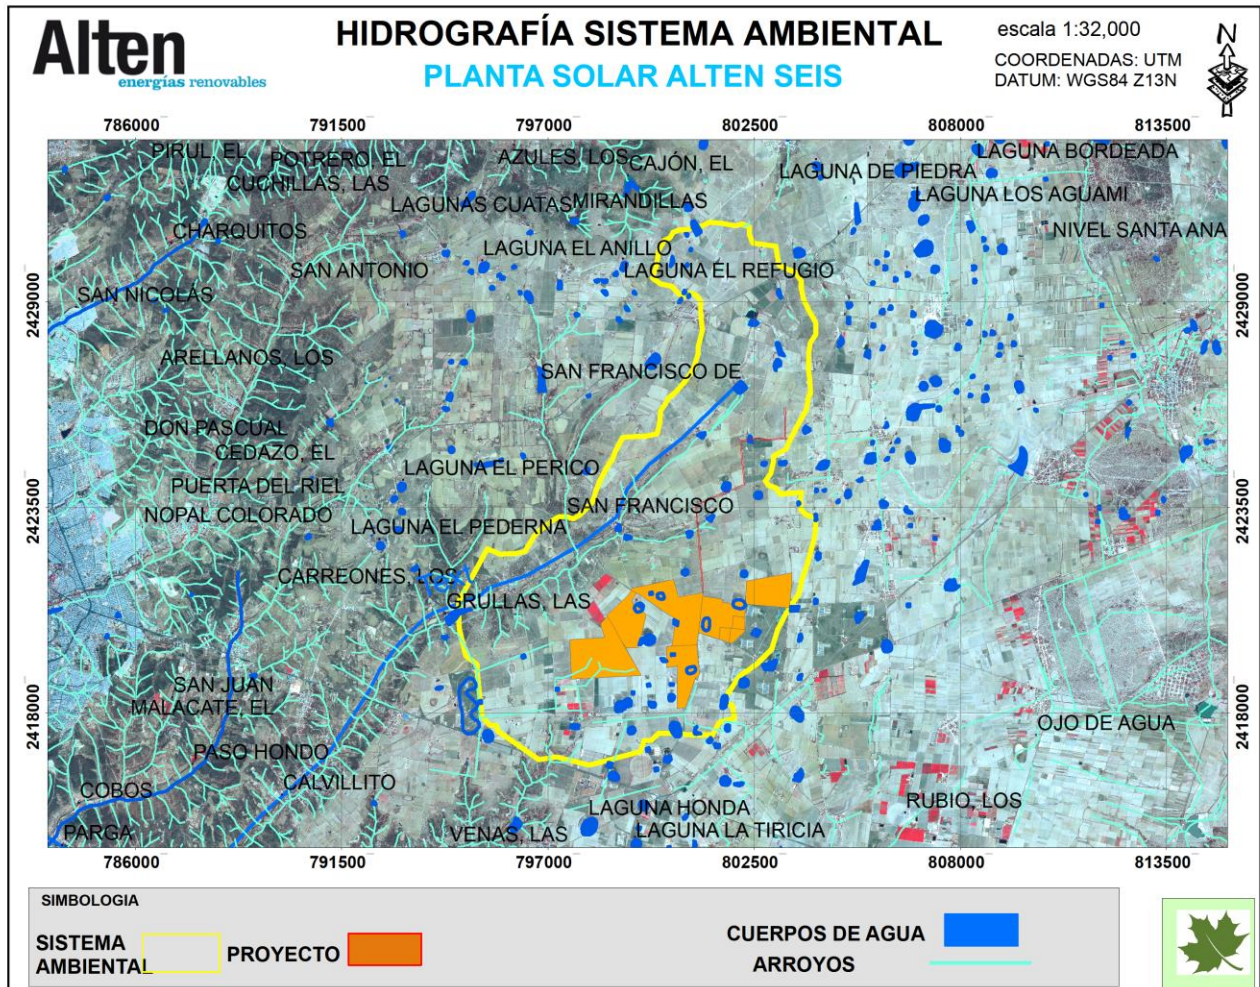 Alten
energías renovables
HIDROGRAFÍA SISTEMA AMBIENTAL
PLANTA SOLAR ALTEN SEIS
escala 1:32,000
COORDENADAS: UTM
DATUM: WGS84 Z13N
N
786000
791500
797000
802500
808000
813500
PIRUL, EL
POTRERO, EL
AZULES, LOS
CAJÓN, EL
LAGUNA DE PIEDRA
LAGUNA BORDEADA
CUCHILLAS, LAS
LAGUNAS CUATAS
MIRANDILLAS
LAGUNA LOS AGUAMI
CHARQUITOS
LAGUNA EL ANILLO
NIVEL SANTA ANA
SAN ANTONIO
LAGUNA EL REFUGIO
SAN NICOLÁS
2429000
2429000
ARELLANOS, LOS
SAN FRANCISCO DE
DON PASCUAL
CEDAZO, EL
LAGUNA EL PERICO
PUERTA DEL RIEL
SAN FRANCISCO
2423500
2423500
NOPAL COLORADO
LAGUNA EL PEDERNA
CARREONES, LOS
GRULLAS, LAS
SAN JUAN
MALACATE, EL
2418000
2418000
OJO DE AGUA
PASO HONDO
CALVILLITO
COBOS
LAGUNA HONDA
RUBIO, LOS
PARGA
VENAS, LAS
LAGUNA LA TIRICIA
786000
791500
797000
802500
808000
813500
SIMBOLOGIA
SISTEMA
AMBIENTAL
PROYECTO
CUERPOS DE AGUA
ARROYOS